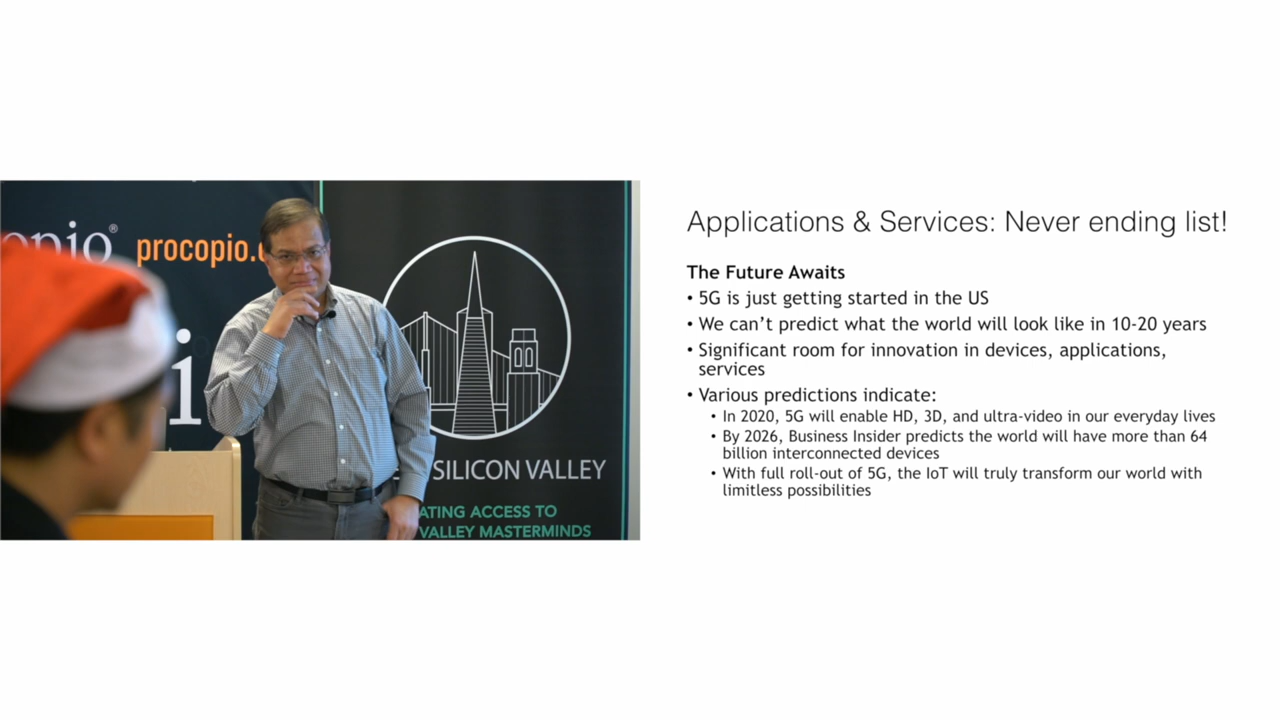 opio®
procopio.
i
SILICON VALLEY
ATING ACCESS TO
VALLEY MASTERMINDS
Applications & Services: Never ending list!
The Future Awaits
• 5G is just getting started in the US
• We can’t predict what the world will look like in 10-20 years
• Significant room for innovation in devices, applications,
services
• Various predictions indicate:
• In 2020, 5G will enable HD, 3D, and ultra-video in our everyday lives
• By 2026, Business Insider predicts the world will have more than 64
billion interconnected devices
• With full roll-out of 5G, the IoT will truly transform our world with
limitless possibilities